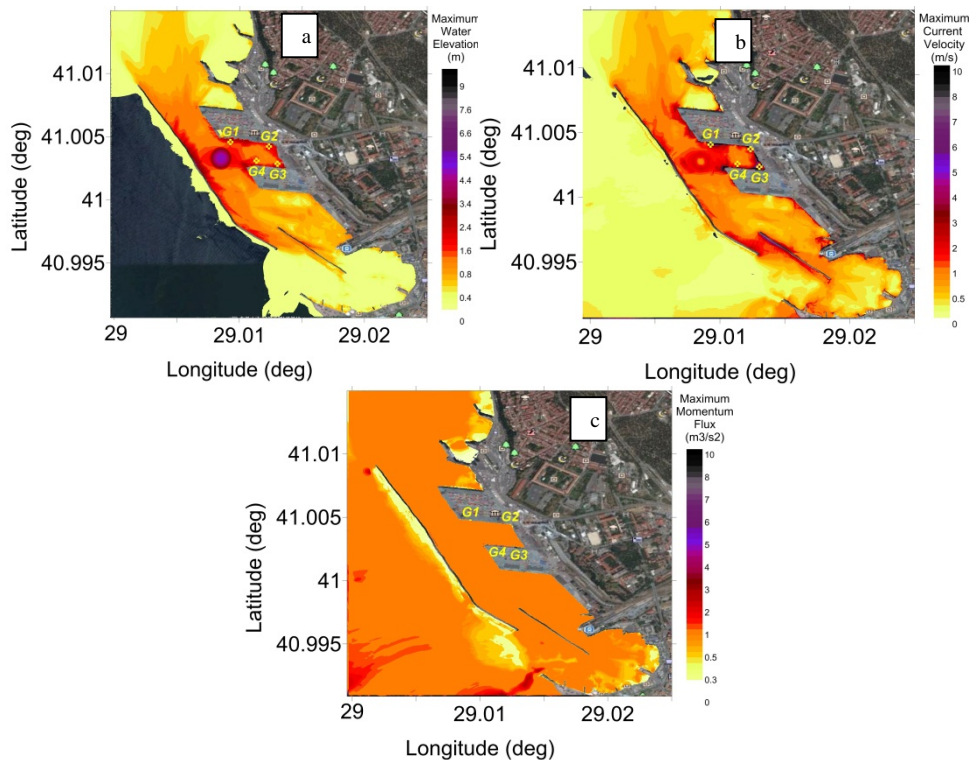 a
Maximum
Water
Elevation
(m)
9
7.6
6.4
5.4
4.6
3.8
3.4
2.8
2.4
1.6
1.4
0.8
0.4
0
41.01
41.005
41
40.995
Latitude (deg)
G1
G2
G4
G3
29
29.01
29.02
Longitude (deg)
b
Maximum
Current
Velocity
(m/s)
10
8
7
6
5
4
3
2
1
0
41.01
41.005
41
40.995
Latitude (deg)
G1
G2
G4
G3
29
29.01
29.02
Longitude (deg)
c
Maximum
Momentum
Flux
(m3/s2)
10
8
7
6
5
4
3
2
1
0.5
0.3
0
41.01
41.005
41
40.995
Latitude (deg)
G1
G2
G4
G3
29
29.01
29.02
Longitude (deg)